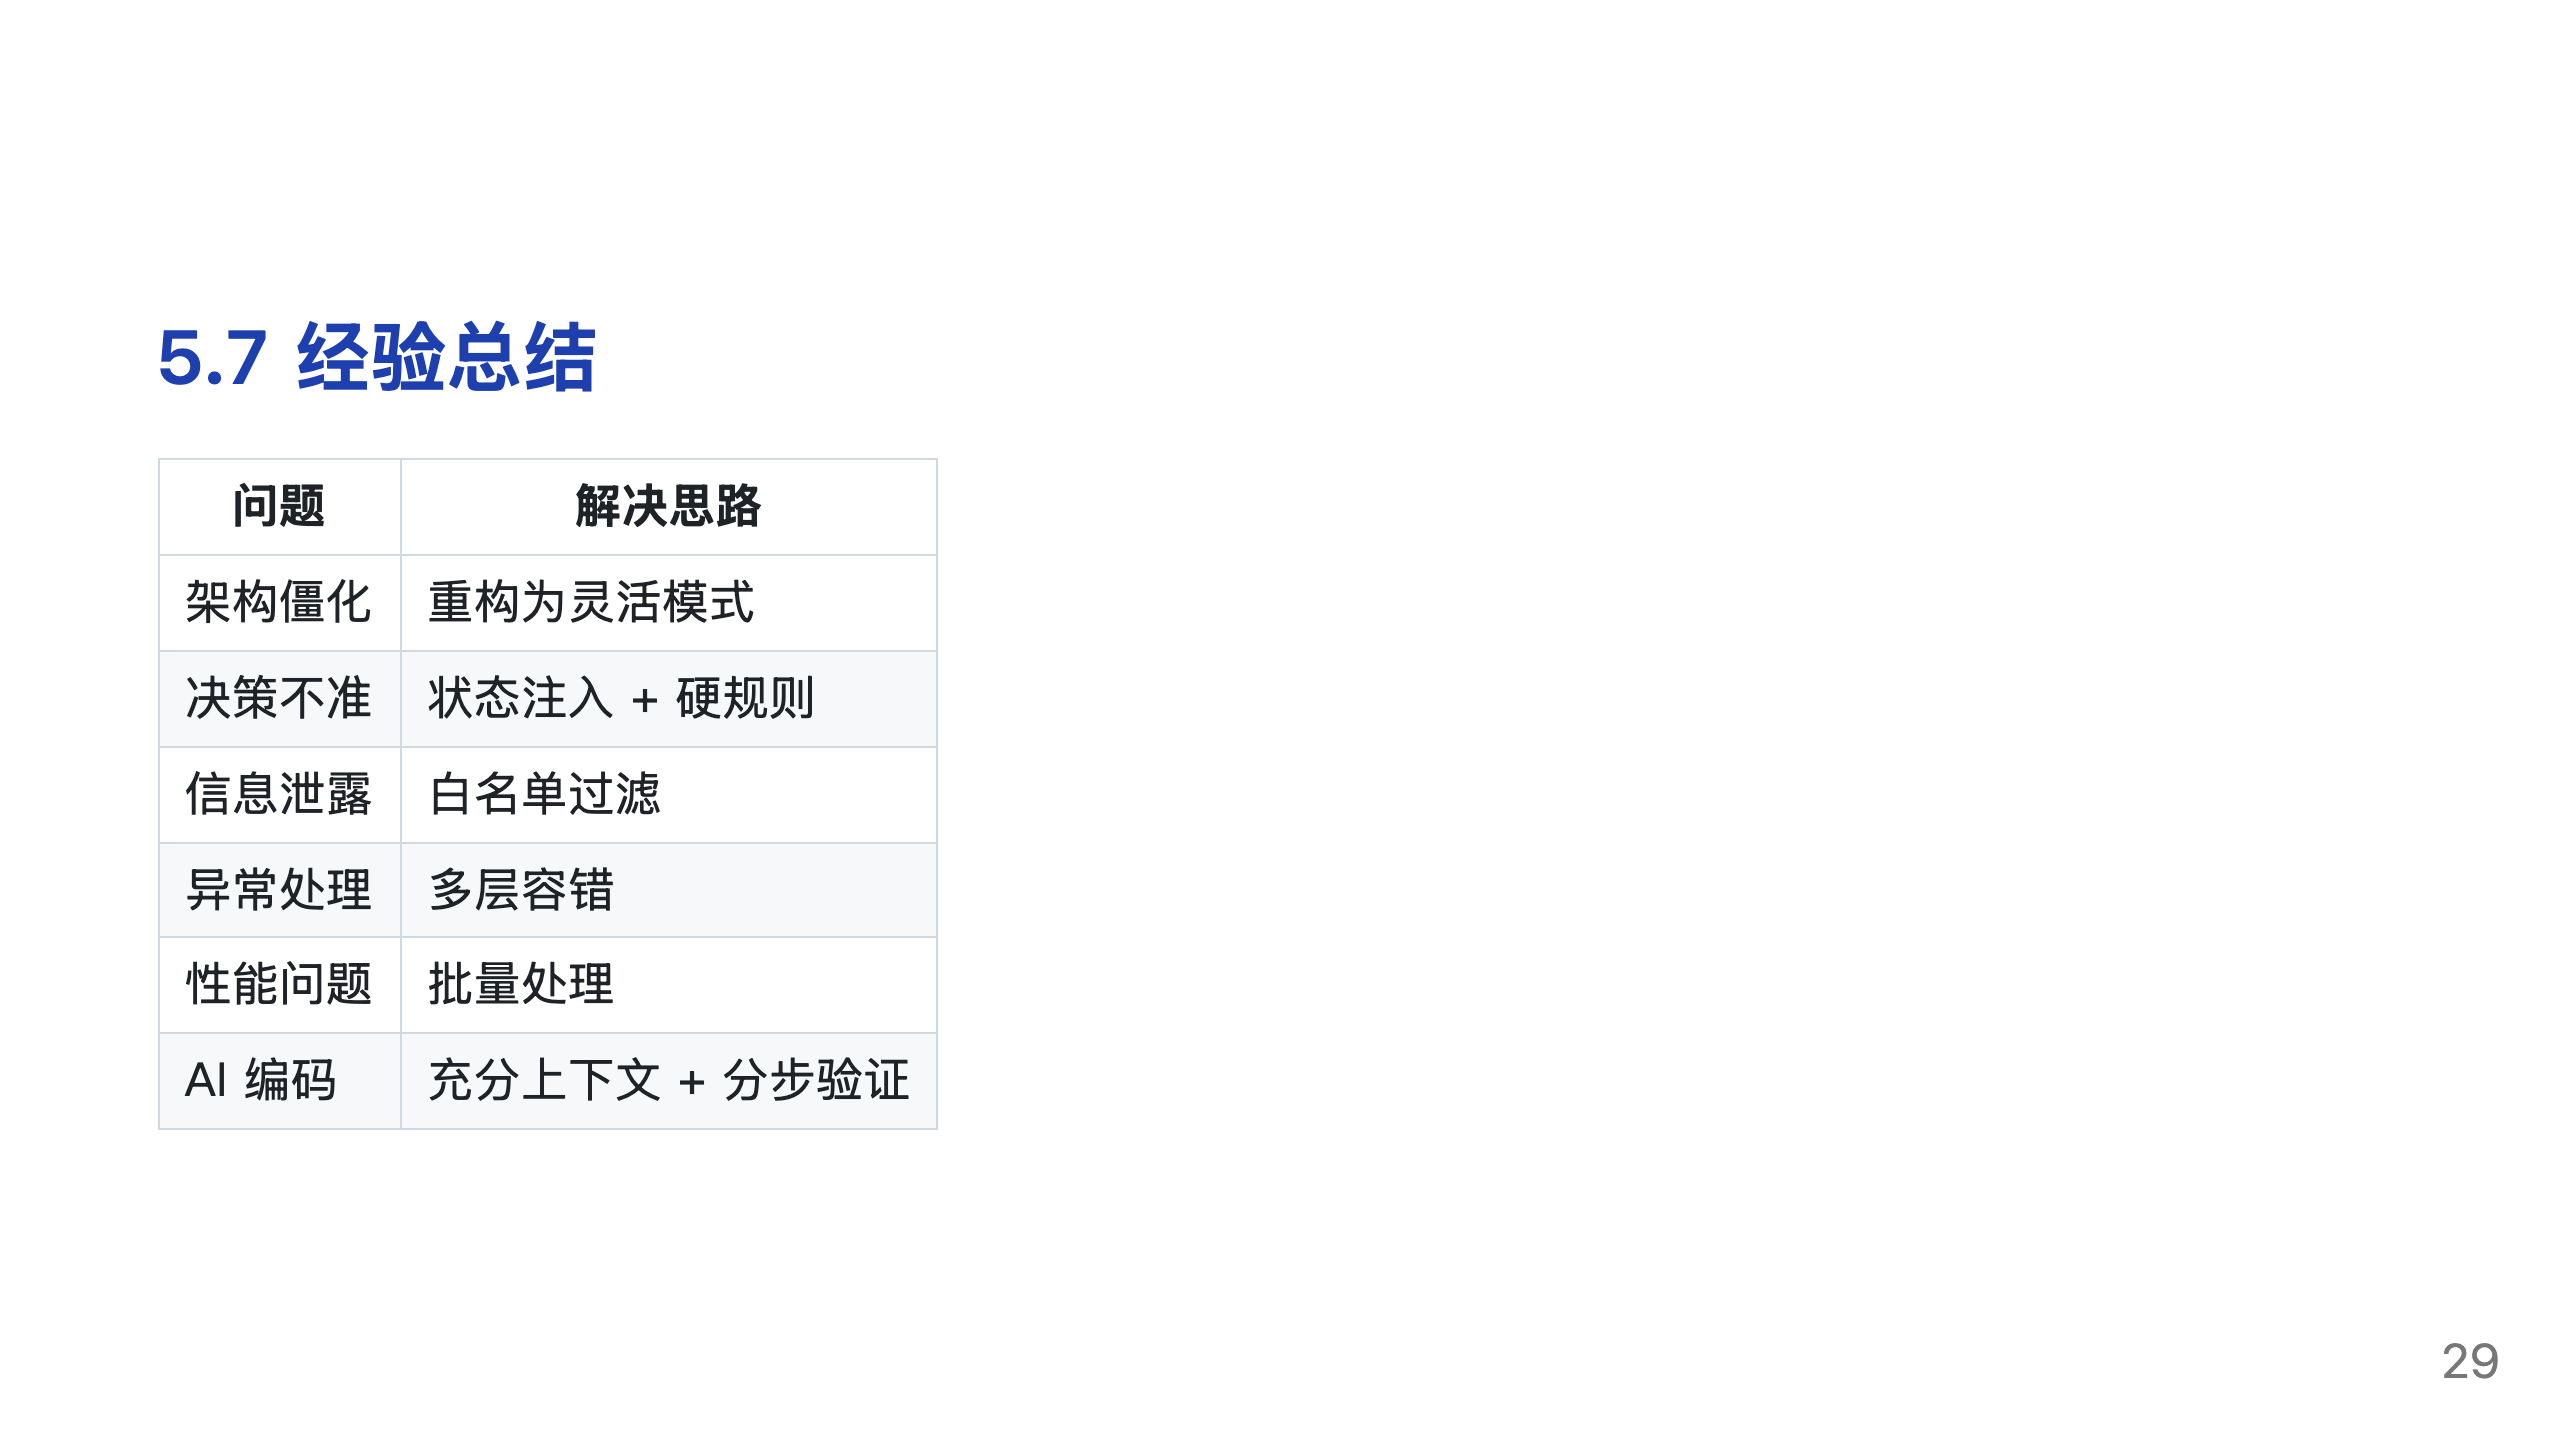 5.7 经验总结
问题 解决思路
架构僵化 重构为灵活模式
决策不准 状态注入 + 硬规则
信息泄露 白名单过滤
异常处理 多层容错
性能问题 批量处理
AI 编码 充分上下文 + 分步验证
29